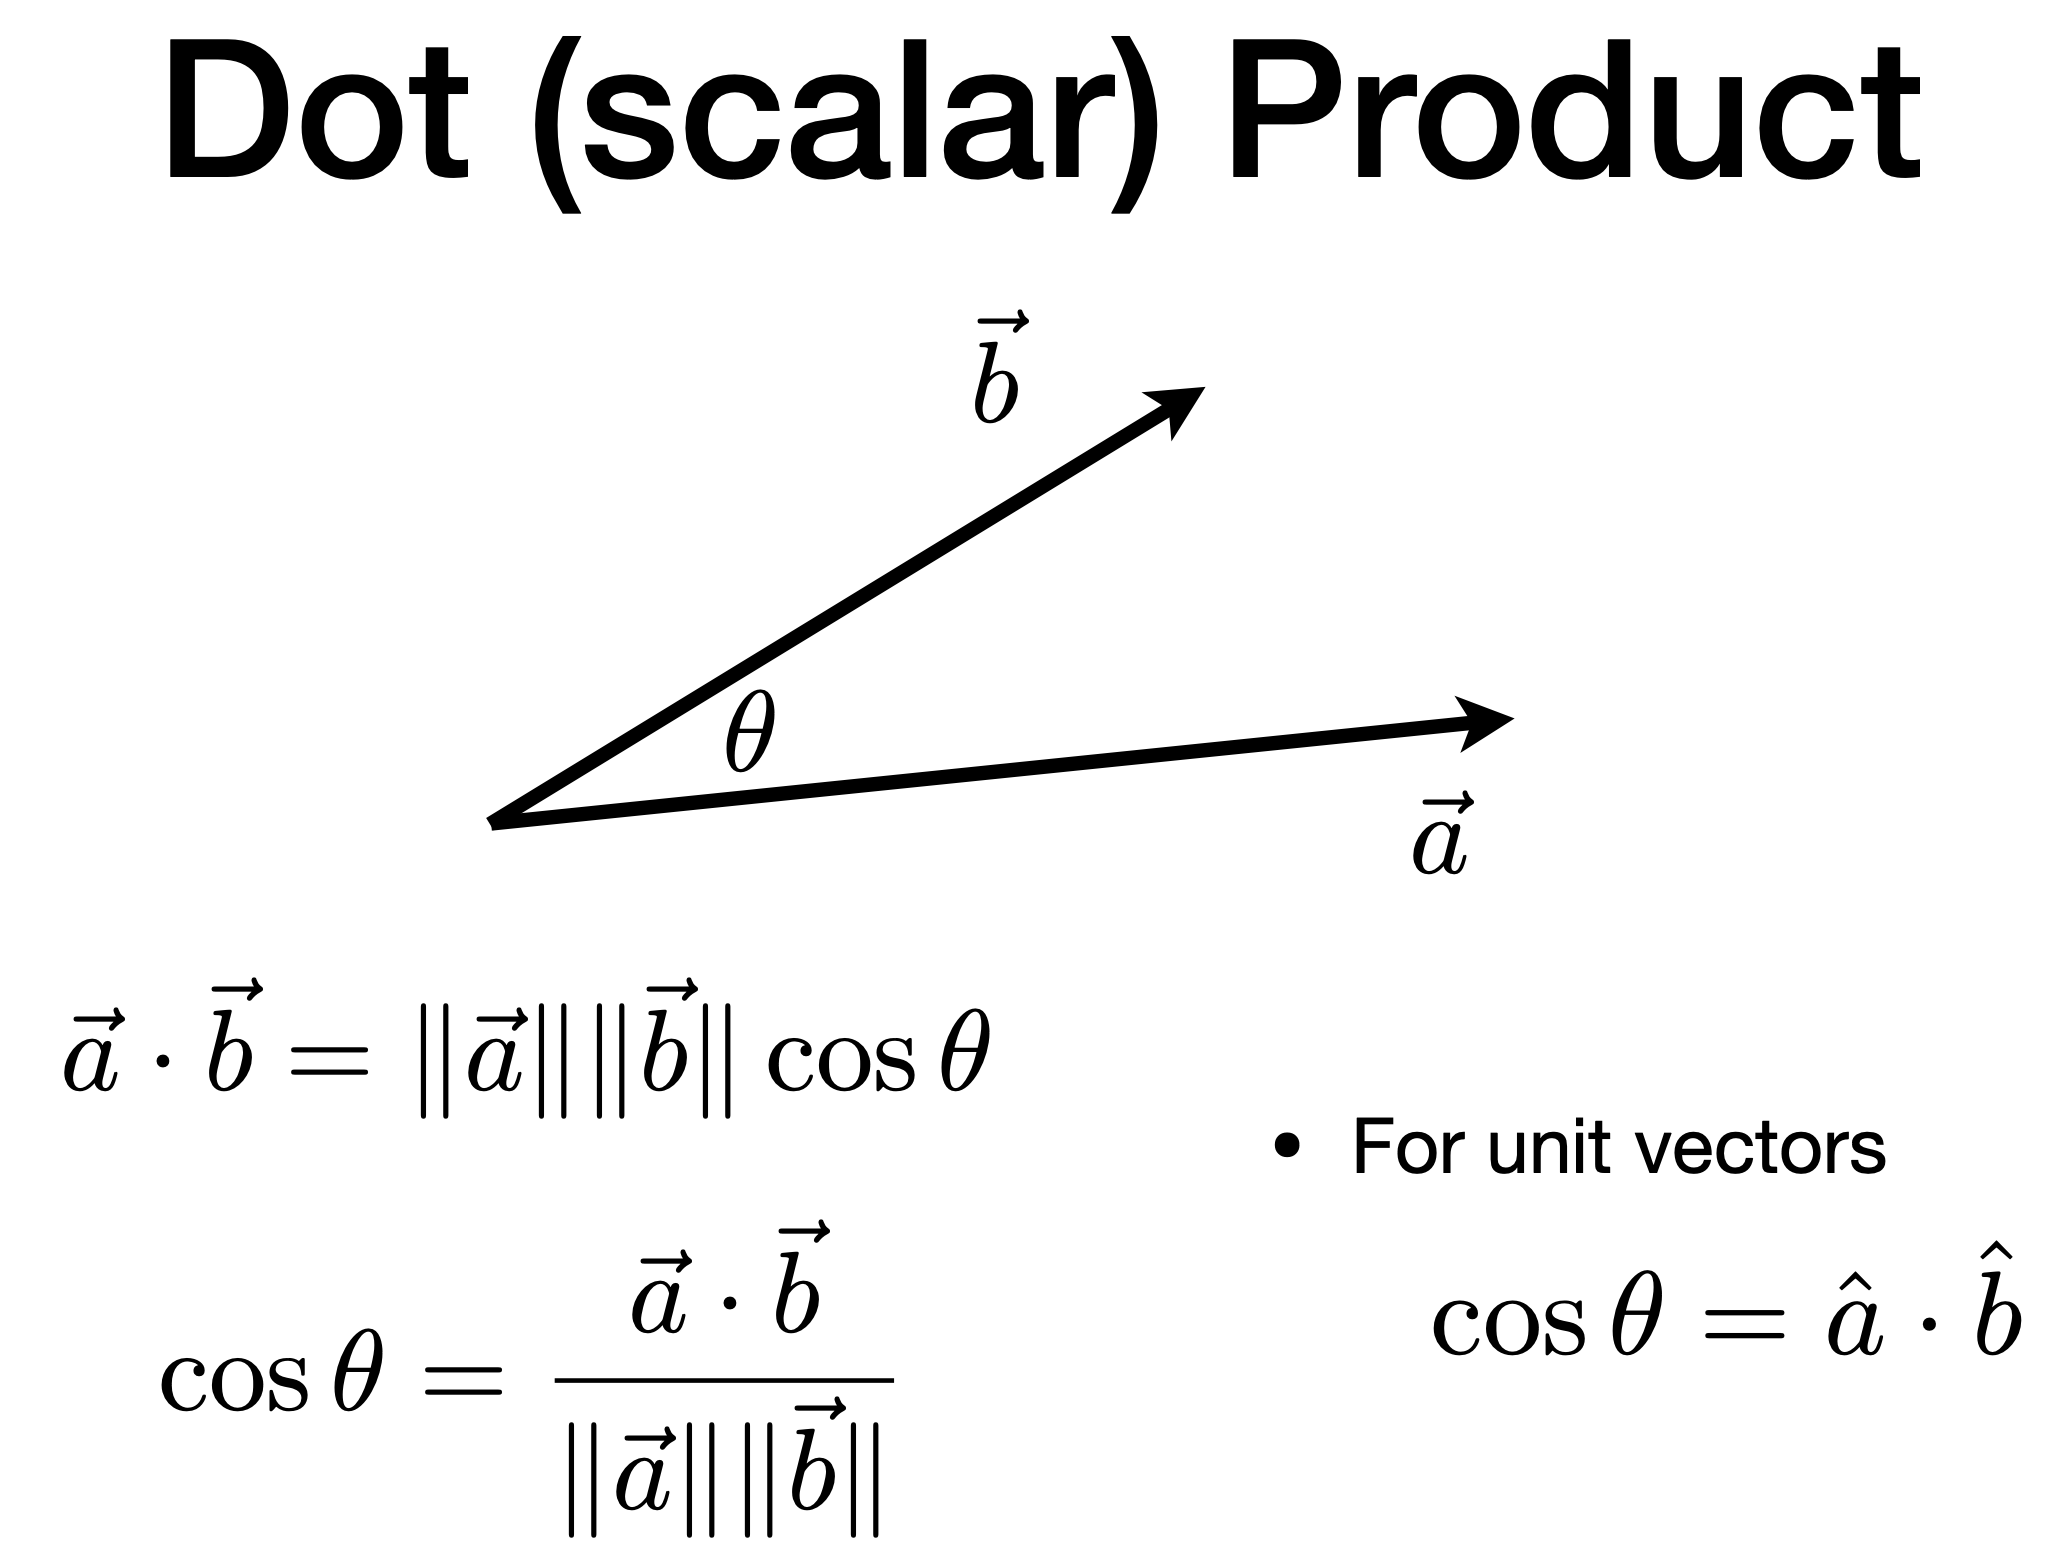 Dot (scalar) Product
$\vec{b}$
$\theta$
$\vec{a}$
$\vec{a} \cdot \vec{b} = \|\vec{a}\| \|\vec{b}\| \cos\theta$
• For unit vectors
$\cos\theta = \frac{\vec{a} \cdot \vec{b}}{\|\vec{a}\| \|\vec{b}\|}$
$\cos\theta = \hat{a} \cdot \hat{b}$